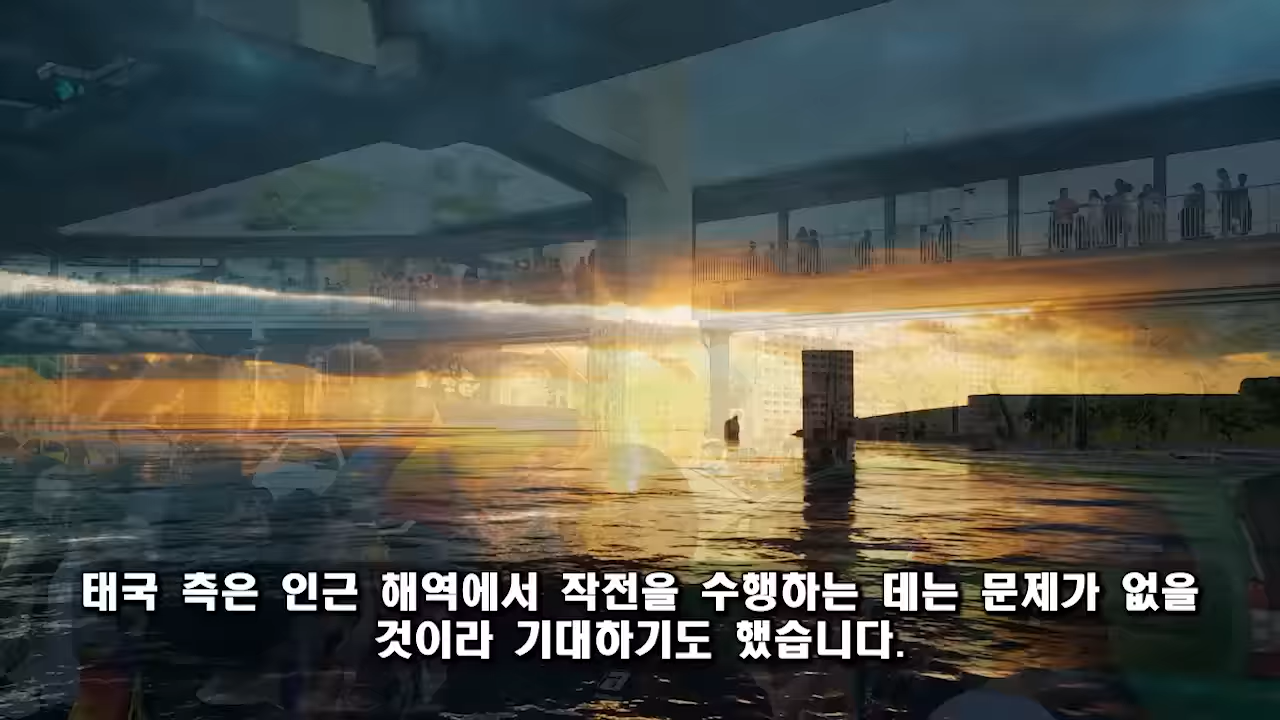 태국 측은 인근 해역에서 작전을 수행하는 데는 문제가 없을
것이라 기대하기도 했습니다.